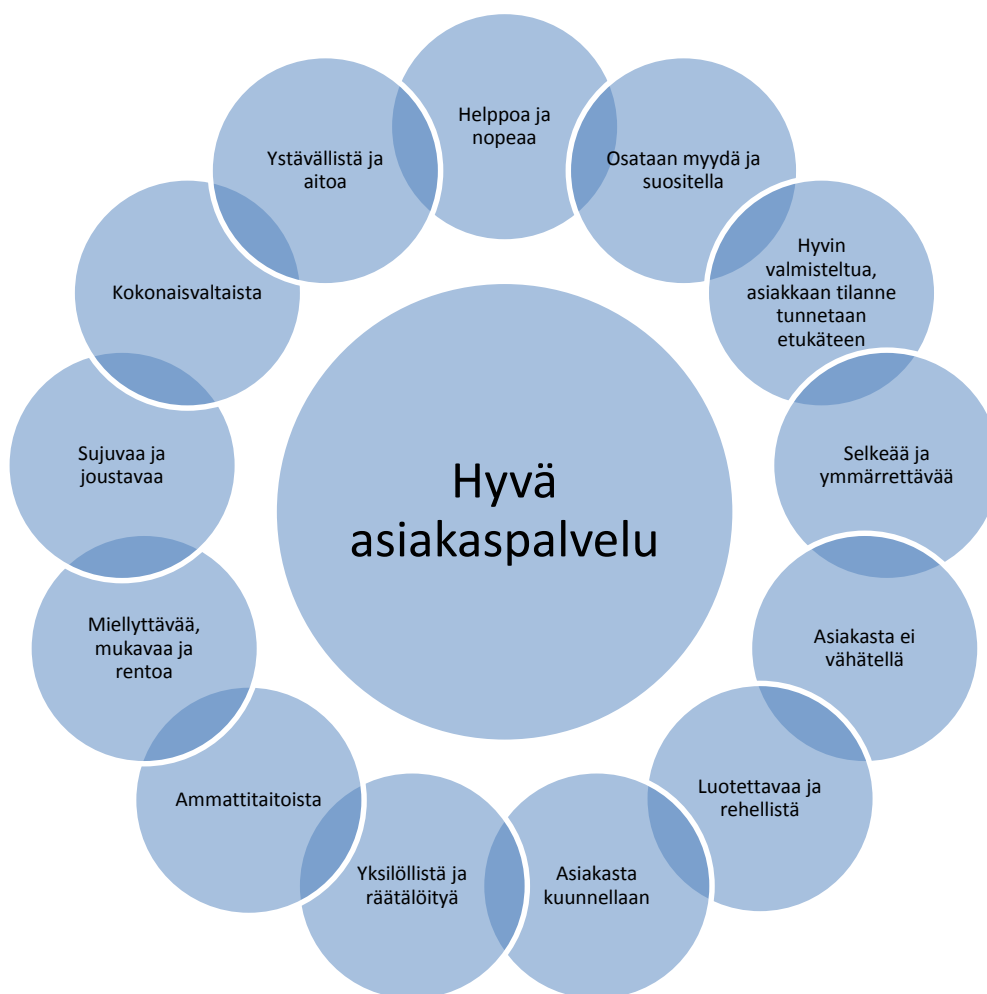 Helppoa ja
nopeaa
Osataan myydä ja
suositella
Hyvin
valmisteltua,
asiakkaan tilanne
tunnetaan
etukäteen
Selkeää ja
ymmärrettävää
Asiakasta ei
vähätellä
Luotettavaa ja
rehellistä
Asiakasta
kuunnellaan
Yksilöllistä ja
räätälöityä
Ammattitaitoista
Miellyttävää,
mukavaa ja
rentoa
Sujuvaa ja
joustavaa
Kokonaisvaltaista
Ystävällistä ja
aitoa
Hyvä
asiakaspalvelu